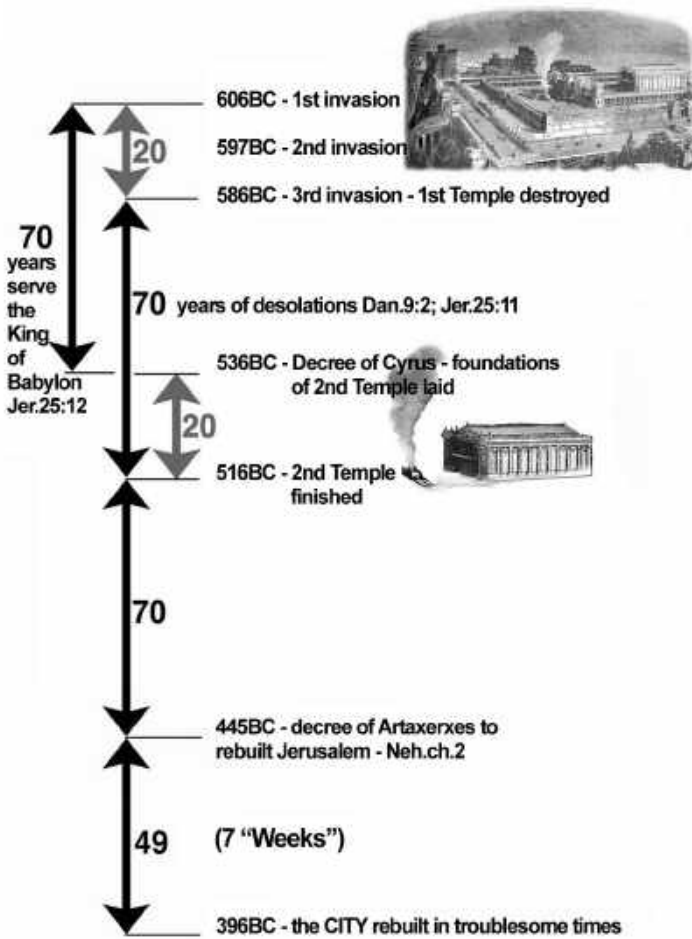 606BC - 1st invasion
20
597BC - 2nd invasion
586BC - 3rd invasion - 1st Temple destroyed
70
years
serve
the
King
of
Babylon
Jer.25:12
70 years of desolations Dan.9:2; Jer.25:11
536BC - Decree of Cyrus - foundations
of 2nd Temple laid
20
516BC - 2nd Temple
finished
70
445BC - decree of Artaxerxes to
rebuilt Jerusalem - Neh.ch.2
49
(7 “Weeks”)
396BC - the CITY rebuilt in troublesome times